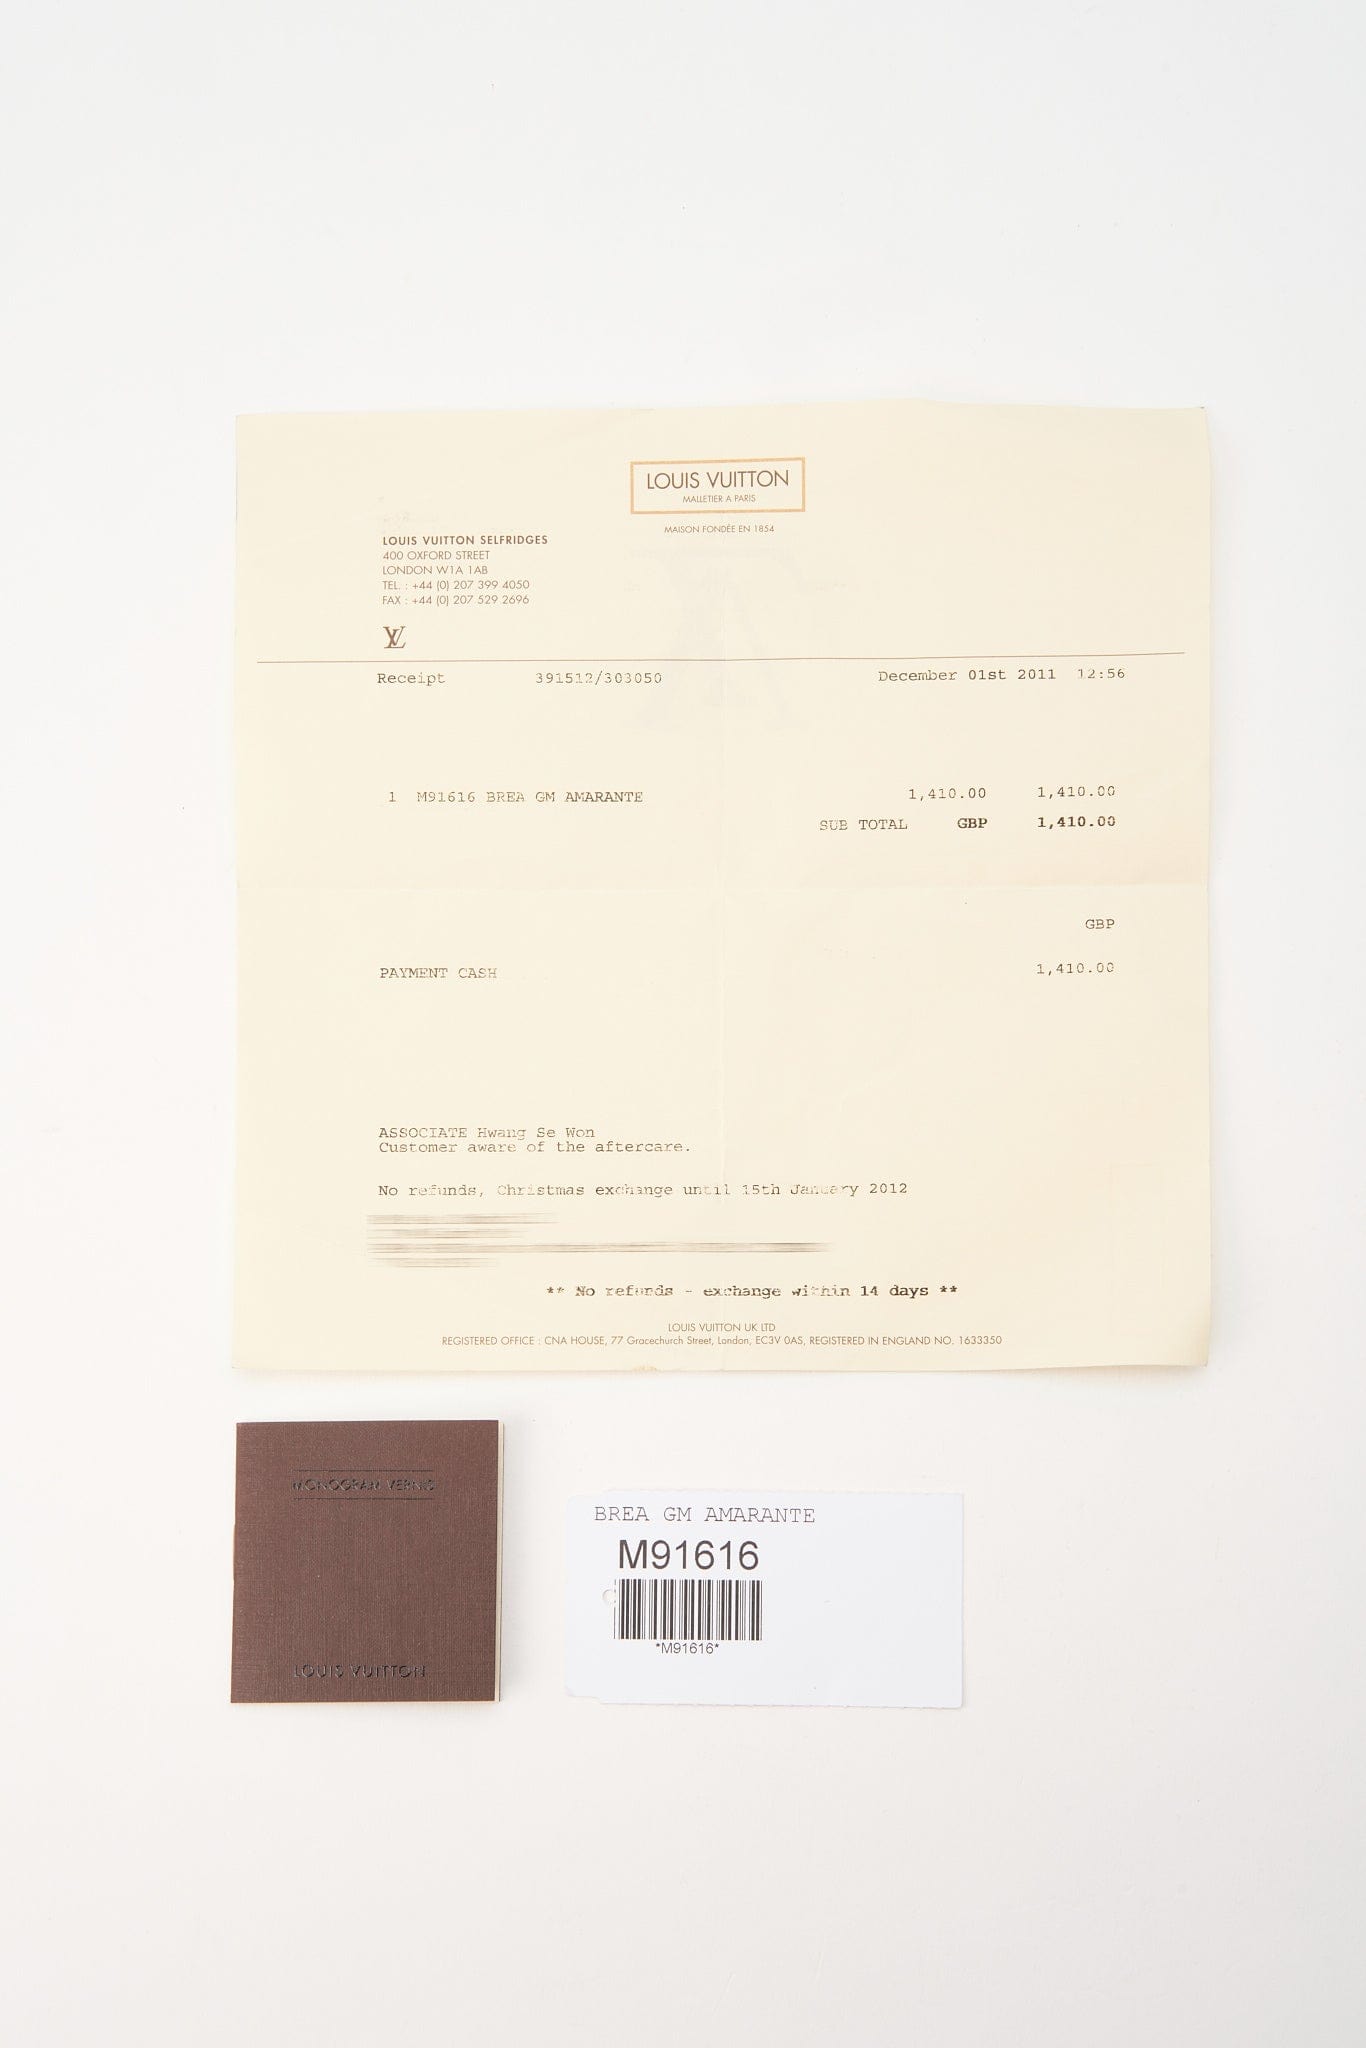 LOUIS VUITTON
MALLETIER A PARIS
MAISON FONDÉE EN 1854
LOUIS VUITTON SELFRIDGES
400 OXFORD STREET
LONDON W1A 1AB
TEL. : +44 (0) 207 399 4050
FAX : +44 (0) 207 529 2696
LV
Receipt 391512/303050 December 01st 2011 12:56
1 M91616 BREA GM AMARANTE 1,410.00 1,410.00
SUB TOTAL GBP 1,410.00
GBP
PAYMENT CASH 1,410.00
ASSOCIATE Hwang Se Won
Customer aware of the aftercare.
No refunds, Christmas exchange until 15th January 2012
** No refunds - exchange within 14 days **
LOUIS VUITTON UK LTD
REGISTERED OFFICE : CNA HOUSE, 77 Gracechurch Street, London, EC3V 0AS, REGISTERED IN ENGLAND NO. 1633350
MONOGRAM VERNIS
LOUIS VUITTON
BREA GM AMARANTE
M91616
*M91616*